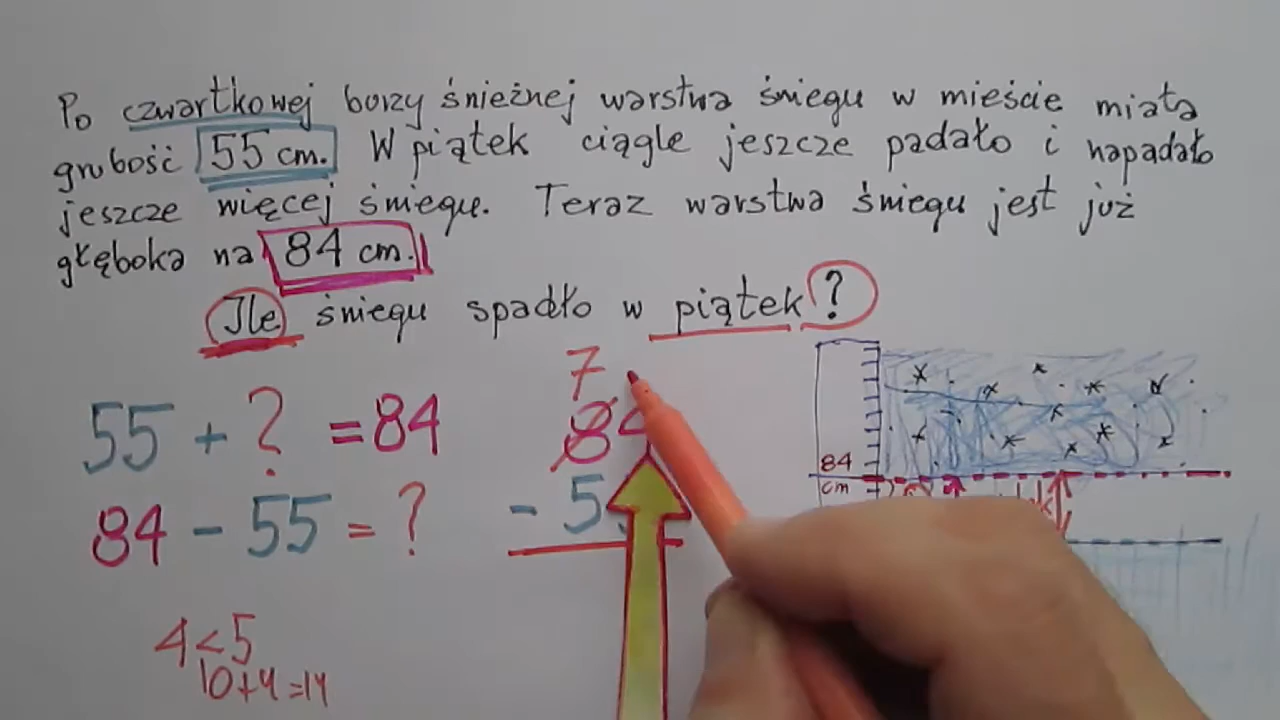 Po czwartkowej burzy śnieżnej warstwa śniegu w mieście miała
grubość 55 cm. W piątek ciągle jeszcze padało i napadało
jeszcze więcej śniegu. Teraz warstwa śniegu jest już
głęboka na 84 cm.
Ile śniegu spadło w piątek?
55 + ? = 84
84 - 55 = ?
4 < 5
10+4=14
7
84
- 5
84
cm